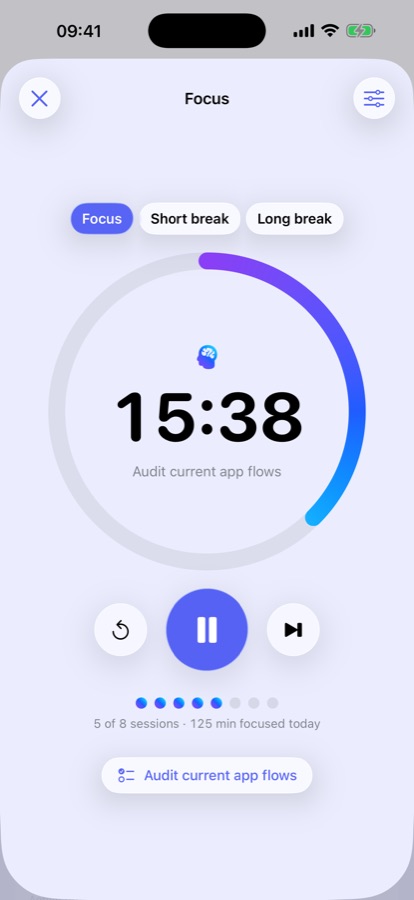 09:41
Focus
Focus
Short break
Long break
15:38
Audit current app flows
5 of 8 sessions · 125 min focused today
Audit current app flows